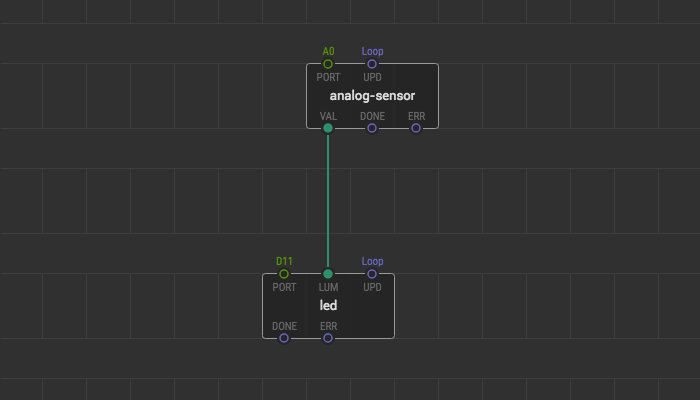 A0 Loop
PORT UPD
analog-sensor
VAL DONE ERR
D11 Loop
PORT LUM UPD
led
DONE ERR